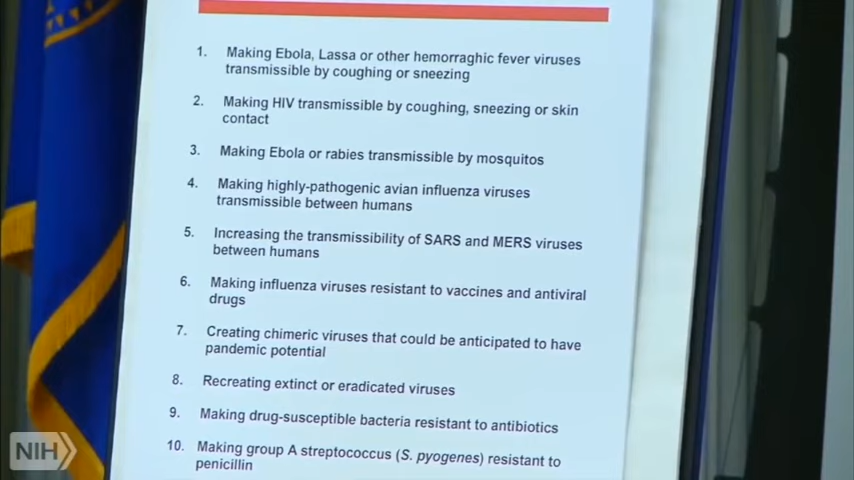 1. Making Ebola, Lassa or other hemorraghic fever viruses
transmissible by coughing or sneezing
2. Making HIV transmissible by coughing, sneezing or skin
contact
3. Making Ebola or rabies transmissible by mosquitos
4. Making highly-pathogenic avian influenza viruses
transmissible between humans
5. Increasing the transmissibility of SARS and MERS viruses
between humans
6. Making influenza viruses resistant to vaccines and antiviral
drugs
7. Creating chimeric viruses that could be anticipated to have
pandemic potential
8. Recreating extinct or eradicated viruses
9. Making drug-susceptible bacteria resistant to antibiotics
10. Making group A streptococcus (S. pyogenes) resistant to
penicillin
NIH